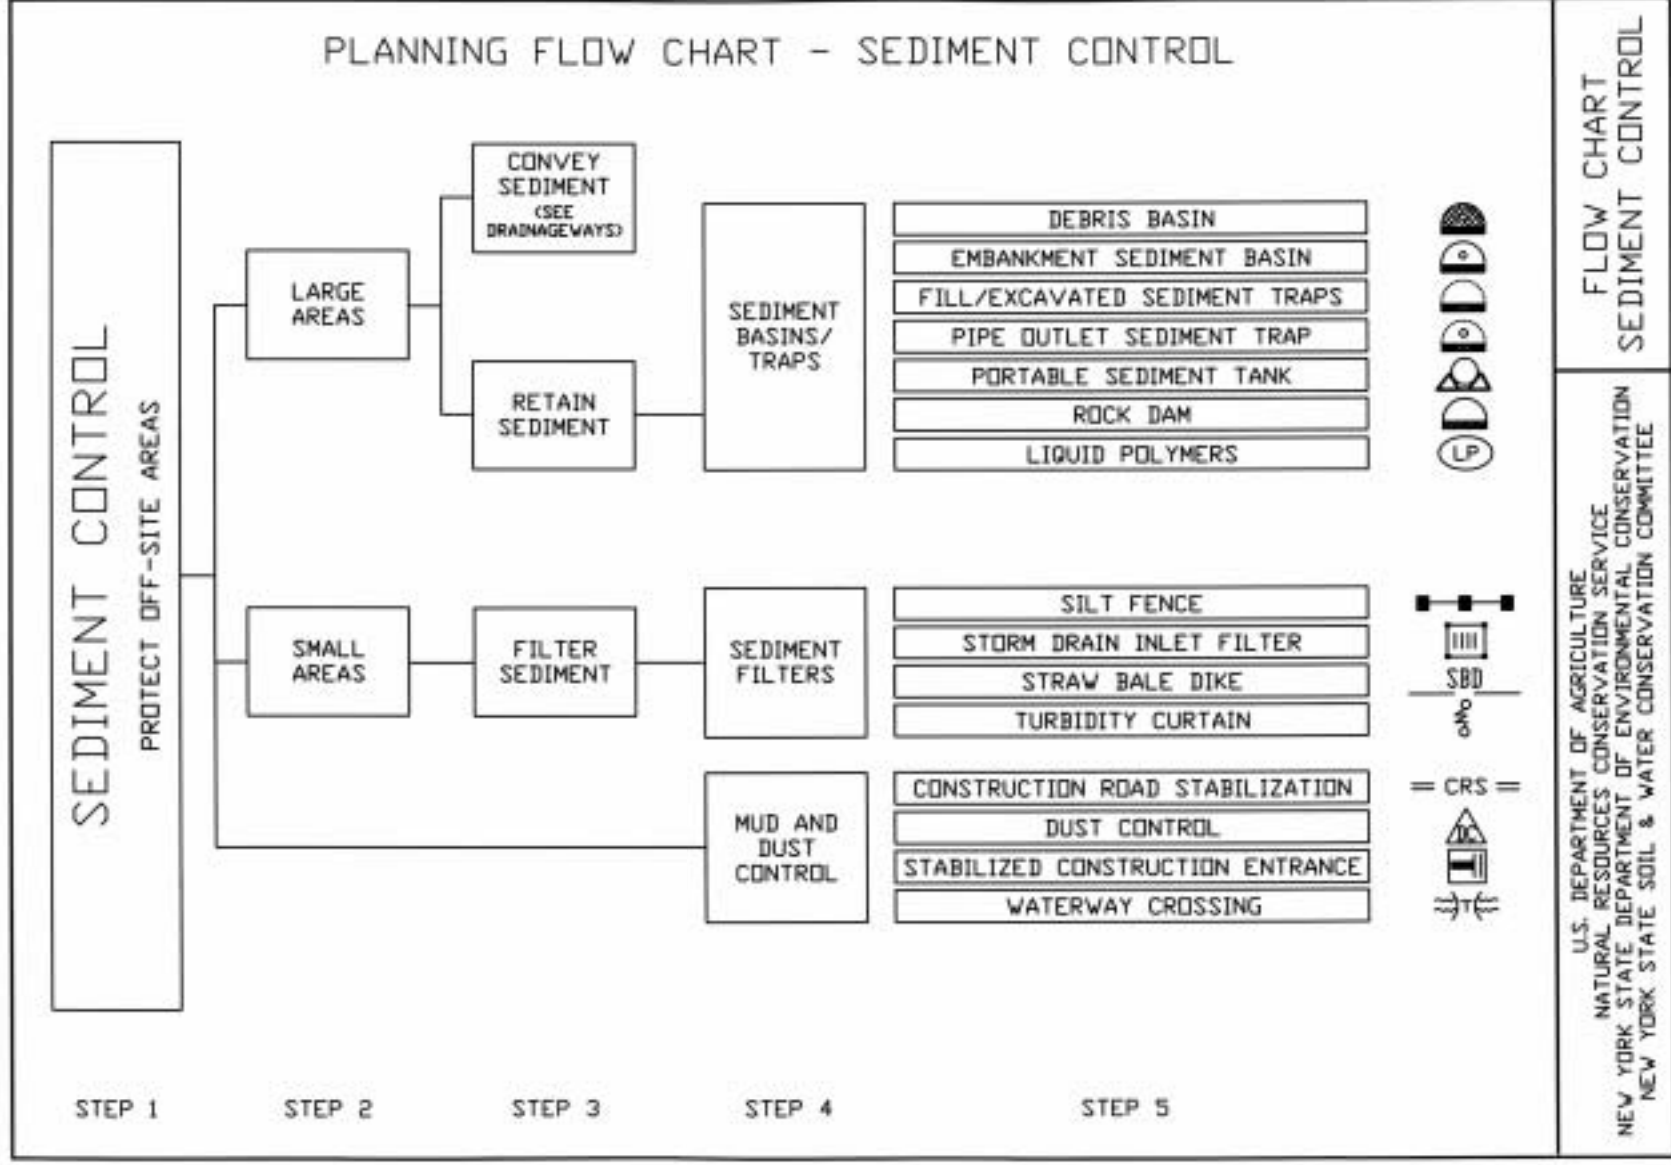 PLANNING FLOW CHART - SEDIMENT CONTROL
SEDIMENT CONTROL
PROTECT OFF-SITE AREAS
LARGE
AREAS
SMALL
AREAS
CONVEY
SEDIMENT
(SEE
DRAINAGEWAYS)
RETAIN
SEDIMENT
FILTER
SEDIMENT
SEDIMENT
BASINS/
TRAPS
SEDIMENT
FILTERS
MUD AND
DUST
CONTROL
DEBRIS BASIN
EMBANKMENT SEDIMENT BASIN
FILL/EXCAVATED SEDIMENT TRAPS
PIPE OUTLET SEDIMENT TRAP
PORTABLE SEDIMENT TANK
ROCK DAM
LIQUID POLYMERS
LP
SILT FENCE
STORM DRAIN INLET FILTER
STRAW BALE DIKE
SBD
TURBIDITY CURTAIN
CONSTRUCTION ROAD STABILIZATION
= CRS =
DUST CONTROL
DC
STABILIZED CONSTRUCTION ENTRANCE
WATERWAY CROSSING
T
STEP 1
STEP 2
STEP 3
STEP 4
STEP 5
FLOW CHART
SEDIMENT CONTROL
U.S. DEPARTMENT OF AGRICULTURE
NATURAL RESOURCES CONSERVATION SERVICE
NEW YORK STATE DEPARTMENT OF ENVIRONMENTAL CONSERVATION
NEW YORK STATE SOIL & WATER CONSERVATION COMMITTEE